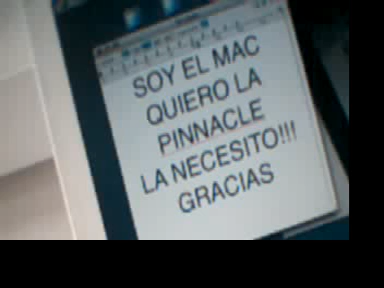 SOY EL MAC
QUIERO LA
PINNACLE
LA NECESITO!!!
GRACIAS